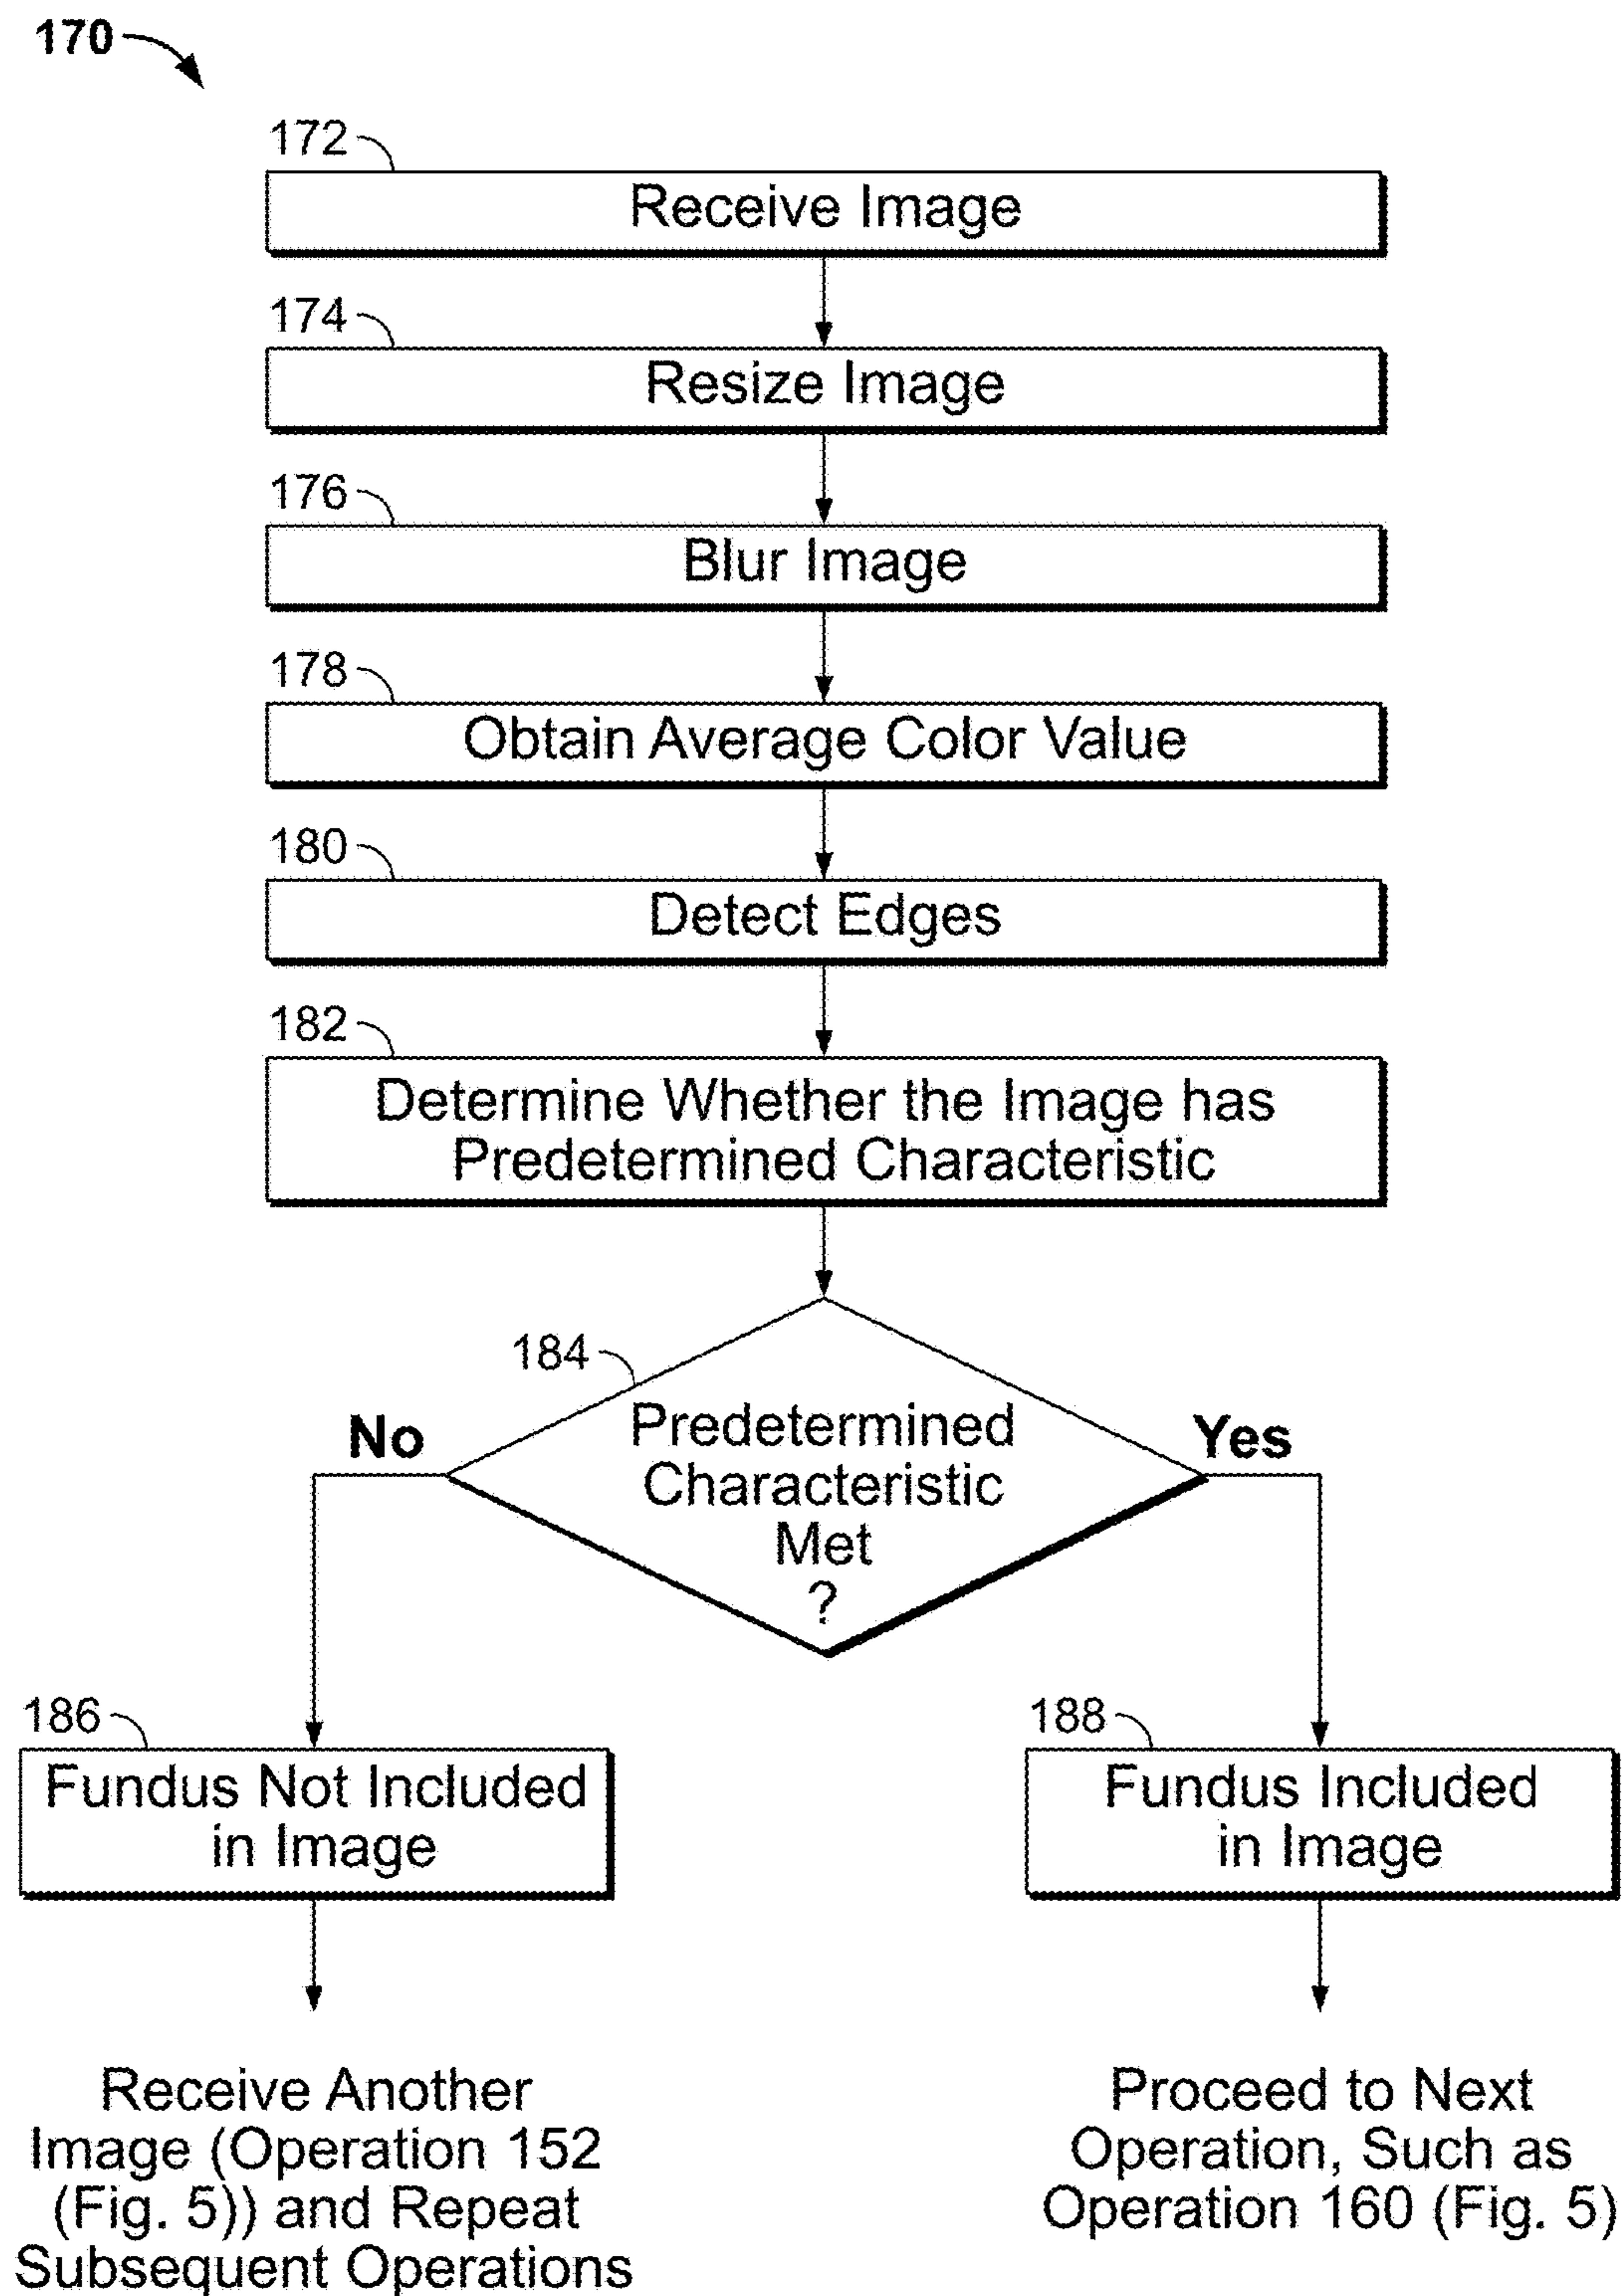 170
172
Receive Image
174
Resize Image
176
Blur Image
178
Obtain Average Color Value
180
Detect Edges
182
Determine Whether the Image has
Predetermined Characteristic
184
No
Yes
Predetermined
Characteristic
Met
?
186
Fundus Not Included
in Image
188
Fundus Included
in Image
Receive Another
Image (Operation 152
(Fig. 5)) and Repeat
Subsequent Operations
Proceed to Next
Operation, Such as
Operation 160 (Fig. 5)